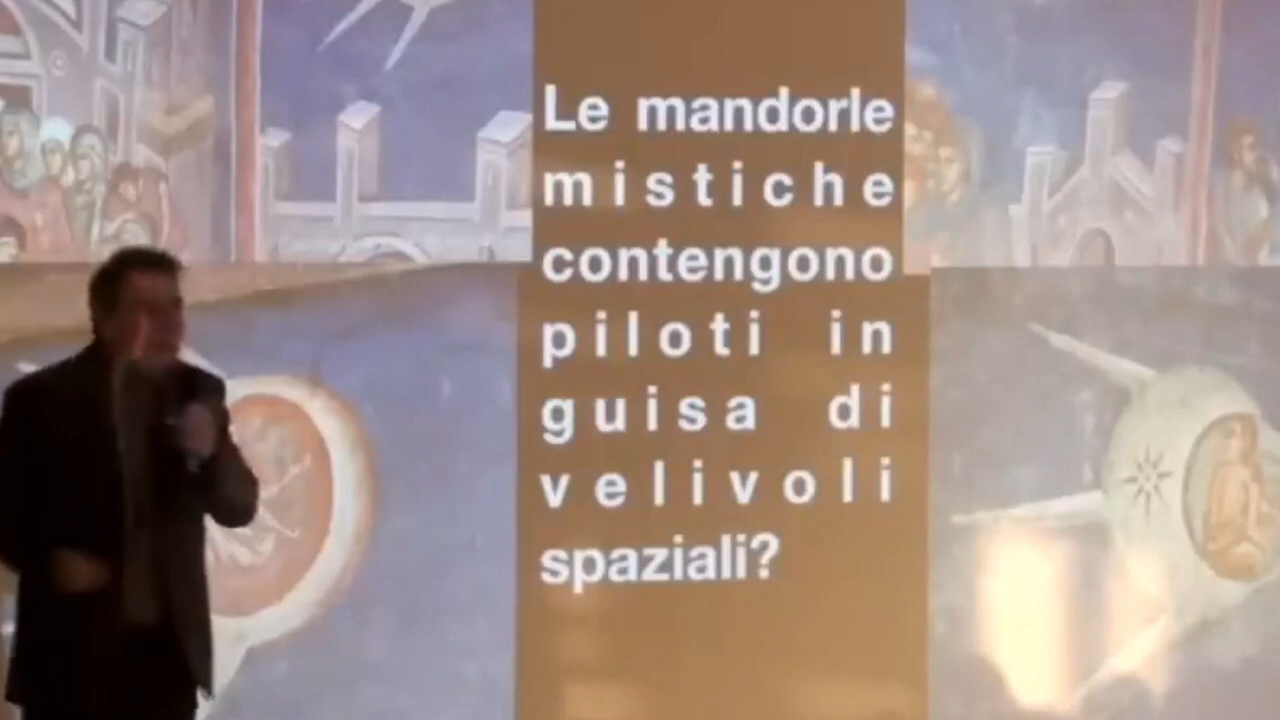 Le mandorle
mistiche
contengono
piloti in
guisa di
velivoli
spaziali?